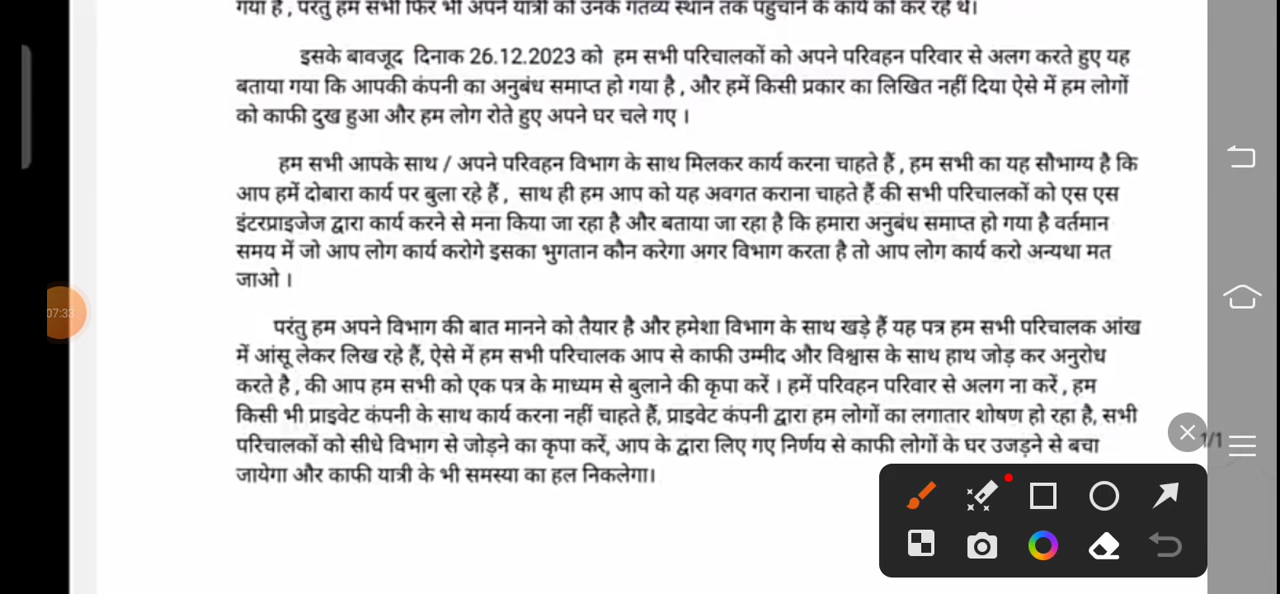 गया है , परंतु हम सभी फिर भी अपने यात्री को उनके गंतव्य स्थान तक पहुंचाने के कार्य को कर रहे थे।
इसके बावजूद दिनाक 26.12.2023 को हम सभी परिचालकों को अपने परिवहन परिवार से अलग करते हुए यह
बताया गया कि आपकी कंपनी का अनुबंध समाप्त हो गया है , और हमें किसी प्रकार का लिखित नहीं दिया ऐसे में हम लोगों
को काफी दुख हुआ और हम लोग रोते हुए अपने घर चले गए ।
हम सभी आपके साथ / अपने परिवहन विभाग के साथ मिलकर कार्य करना चाहते हैं , हम सभी का यह सौभाग्य है कि
आप हमें दोबारा कार्य पर बुला रहे हैं , साथ ही हम आप को यह अवगत कराना चाहते हैं की सभी परिचालकों को एस एस
इंटरप्राइजेज द्वारा कार्य करने से मना किया जा रहा है और बताया जा रहा है कि हमारा अनुबंध समाप्त हो गया है वर्तमान
समय में जो आप लोग कार्य करोगे इसका भुगतान कौन करेगा अगर विभाग करता है तो आप लोग कार्य करो अन्यथा मत
जाओ ।
परंतु हम अपने विभाग की बात मानने को तैयार है और हमेशा विभाग के साथ खड़े हैं यह पत्र हम सभी परिचालक आंख
में आंसू लेकर लिख रहे हैं, ऐसे में हम सभी परिचालक आप से काफी उम्मीद और विश्वास के साथ हाथ जोड़ कर अनुरोध
करते है , की आप हम सभी को एक पत्र के माध्यम से बुलाने की कृपा करें । हमें परिवहन परिवार से अलग ना करें , हम
किसी भी प्राइवेट कंपनी के साथ कार्य करना नहीं चाहते हैं, प्राइवेट कंपनी द्वारा हम लोगों का लगातार शोषण हो रहा है, सभी
परिचालकों को सीधे विभाग से जोड़ने का कृपा करें, आप के द्वारा लिए गए निर्णय से काफी लोगों के घर उजड़ने से बचा
जायेगा और काफी यात्री के भी समस्या का हल निकलेगा।
07:33
1/1